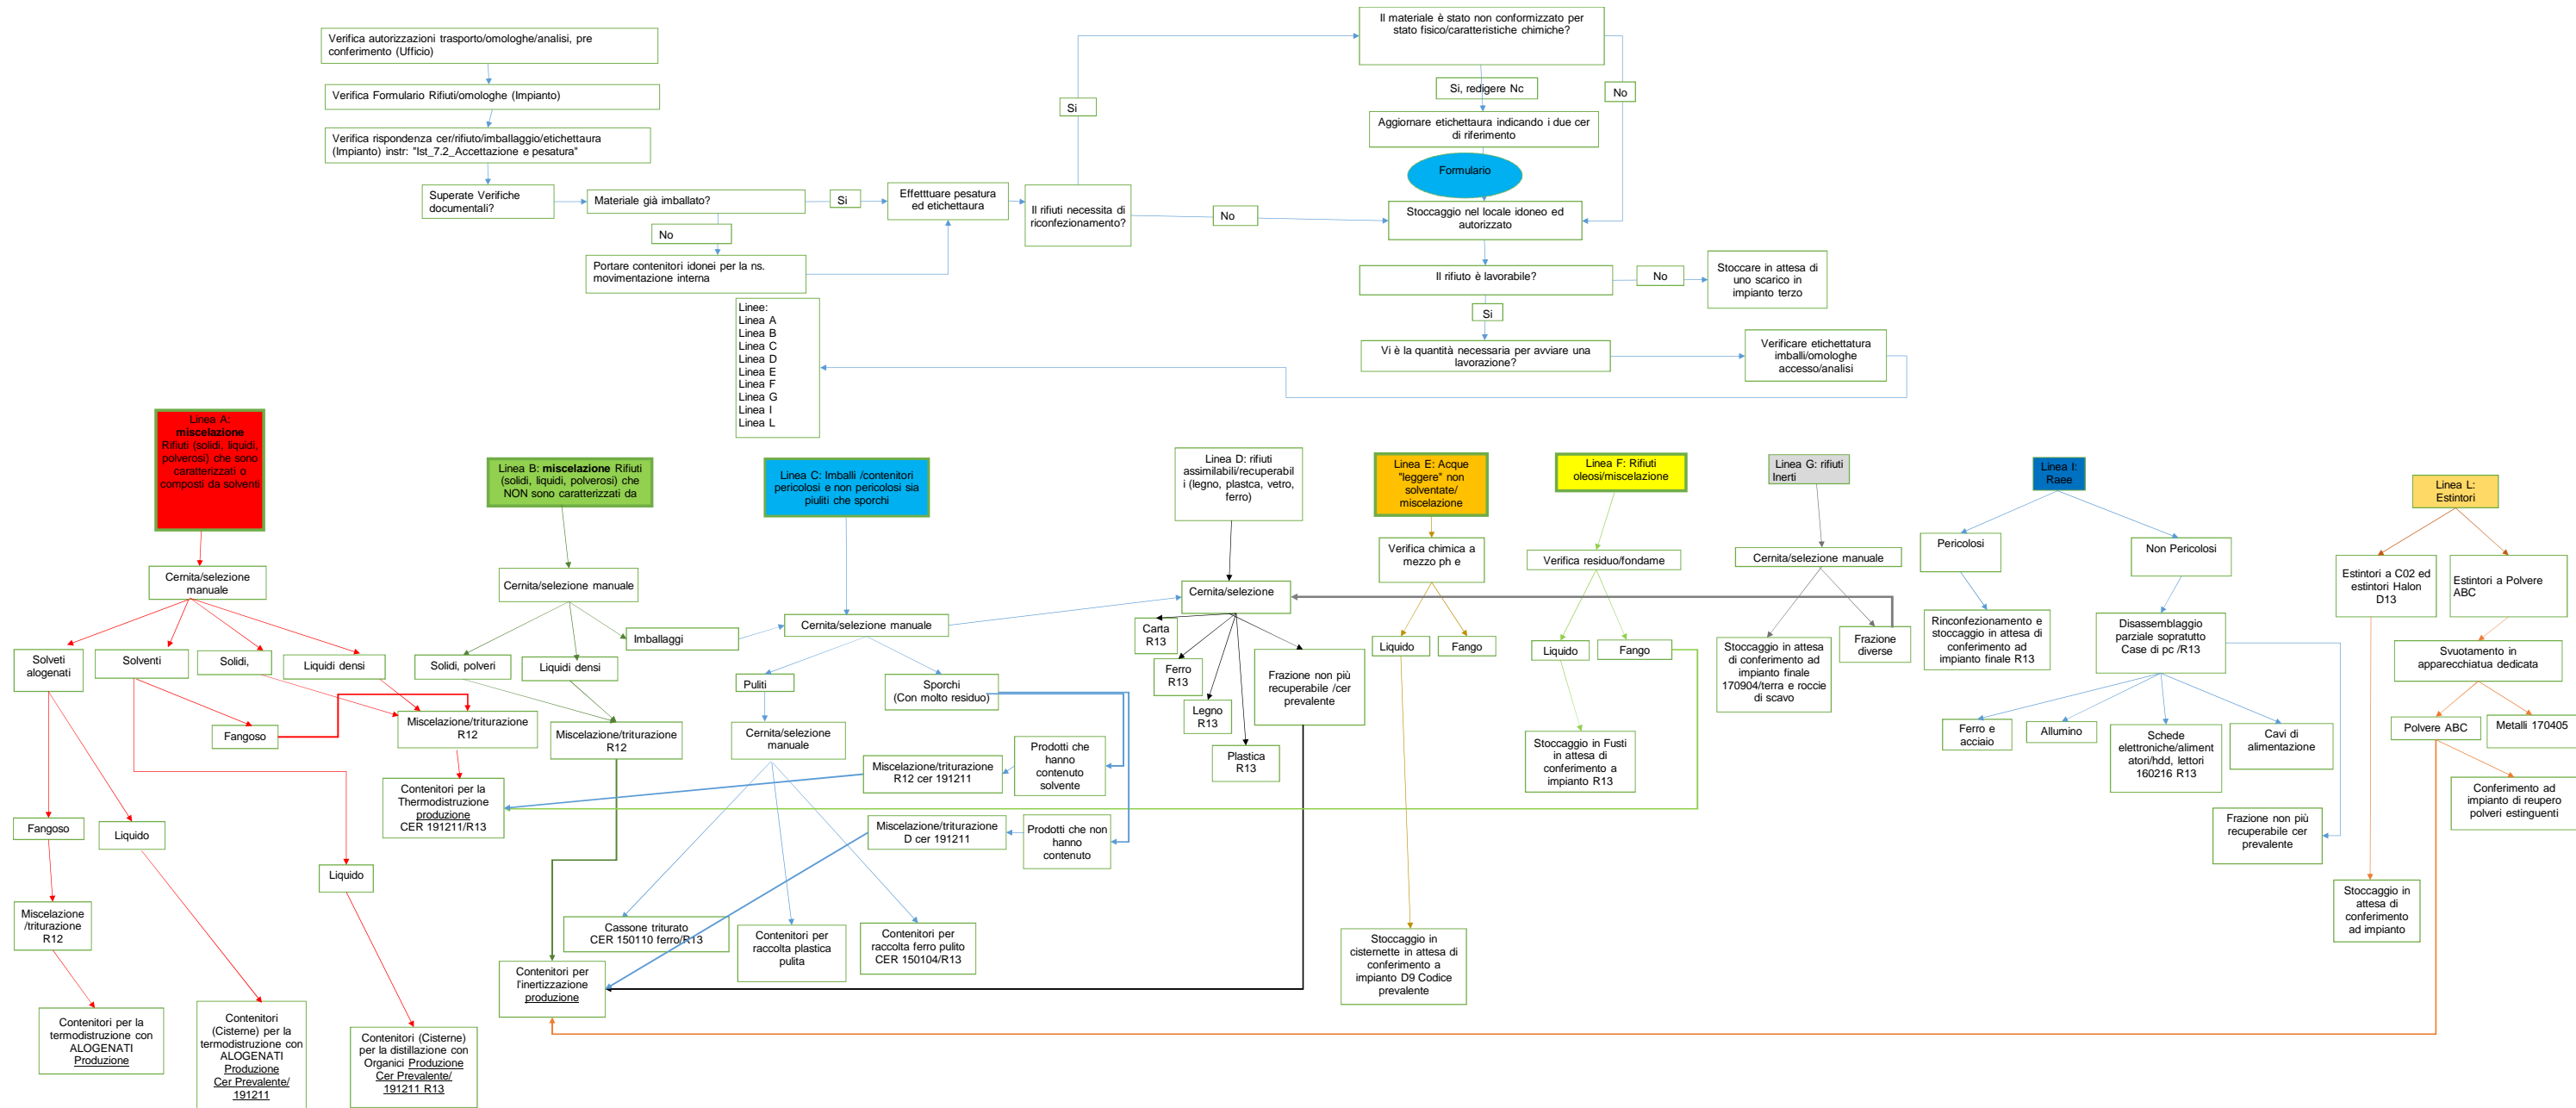 Verifica autorizzazioni trasporto/omologhe/analisi, pre
conferimento (Ufficio)
Verifica Formulario Rifiuti/omologhe (Impianto)
Verifica rispondenza cer/rifiuto/imballaggio/etichettaura
(Impianto) instr: "Ist_7.2_Accettazione e pesatura"
Superate Verifiche
documentali?
Materiale già imballato?
Si
No
Portare contenitori idonei per la ns.
movimentazione interna
Effetttuare pesatura
ed etichettaura
Il rifiuti necessita di
riconfezionamento?
Si
No
Il materiale è stato non conformizzato per
stato fisico/caratteristiche chimiche?
Si, redigere Nc
No
Aggiornare etichettaura indicando i due cer
di riferimento
Formulario
Stoccaggio nel locale idoneo ed
autorizzato
Il rifiuto è lavorabile?
No
Stoccare in attesa di
uno scarico in
impianto terzo
Si
Vi è la quantità necessaria per avviare una
lavorazione?
Verificare etichettatura
imballi/omologhe
accesso/analisi
Linee:
Linea A
Linea B
Linea C
Linea D
Linea E
Linea F
Linea G
Linea I
Linea L
Linea A:
miscelazione
Rifiuti (solidi, liquidi,
polverosi) che sono
caratterizzati o
composti da solventi
Cernita/selezione
manuale
Solveti
alogenati
Solventi
Solidi,
Liquidi densi
Fangoso
Miscelazione/triturazione
R12
Contenitori per la
Thermodistruzione
produzione
CER 191211/R13
Fangoso
Liquido
Liquido
Miscelazione
/triturazione
R12
Contenitori per la
termodistruzione con
ALOGENATI
Produzione
Contenitori
(Cisterne) per la
termodistruzione con
ALOGENATI
Produzione
Cer Prevalente/
191211
Contenitori (Cisterne)
per la distillazione con
Organici Produzione
Cer Prevalente/
191211 R13
Linea B: miscelazione Rifiuti
(solidi, liquidi, polverosi) che
NON sono caratterizzati da
Cernita/selezione manuale
Solidi, polveri
Liquidi densi
Imballaggi
Miscelazione/triturazione
R12
Contenitori per
l'inertizzazione
produzione
Linea C: Imballi /contenitori
pericolosi e non pericolosi sia
piuliti che sporchi
Cernita/selezione manuale
Puliti
Sporchi
(Con molto residuo)
Cernita/selezione
manuale
Miscelazione/triturazione
R12 cer 191211
Prodotti che
hanno
contenuto
solvente
Miscelazione/triturazione
D cer 191211
Prodotti che non
hanno
contenuto
Cassone triturato
CER 150110 ferro/R13
Contenitori per
raccolta plastica
pulita
Contenitori per
raccolta ferro pulito
CER 150104/R13
Linea D: rifiuti
assimilabili/recuperabil
i (legno, plastca, vetro,
ferro)
Cernita/selezione
Carta
R13
Ferro
R13
Legno
R13
Plastica
R13
Frazione non più
recuperabile /cer
prevalente
Linea E: Acque
"leggere" non
solventate/
miscelazione
Verifica chimica a
mezzo ph e
Liquido
Fango
Stoccaggio in
cisternette in attesa di
conferimento a
impianto D9 Codice
prevalente
Linea F: Rifiuti
oleosi/miscelazione
Verifica residuo/fondame
Liquido
Fango
Stoccaggio in Fusti
in attesa di
conferimento a
impianto R13
Linea G: rifiuti
Inerti
Cernita/selezione manuale
Stoccaggio in attesa
di conferimento ad
impianto finale
170904/terra e roccie
di scavo
Frazione
diverse
Linea I:
Raee
Pericolosi
Non Pericolosi
Rinconfezionamento e
stoccaggio in attesa di
conferimento ad
impianto finale R13
Disassemblaggio
parziale sopratutto
Case di pc /R13
Ferro e
acciaio
Allumino
Schede
elettroniche/aliment
atori/hdd, lettori
160216 R13
Cavi di
alimentazione
Frazione non più
recuperabile cer
prevalente
Linea L:
Estintori
Estintori a C02 ed
estintori Halon
D13
Estintori a Polvere
ABC
Svuotamento in
apparecchiatua dedicata
Polvere ABC
Metalli 170405
Conferimento ad
impianto di reupero
polveri estinguenti
Stoccaggio in
attesa di
conferimento
ad impianto